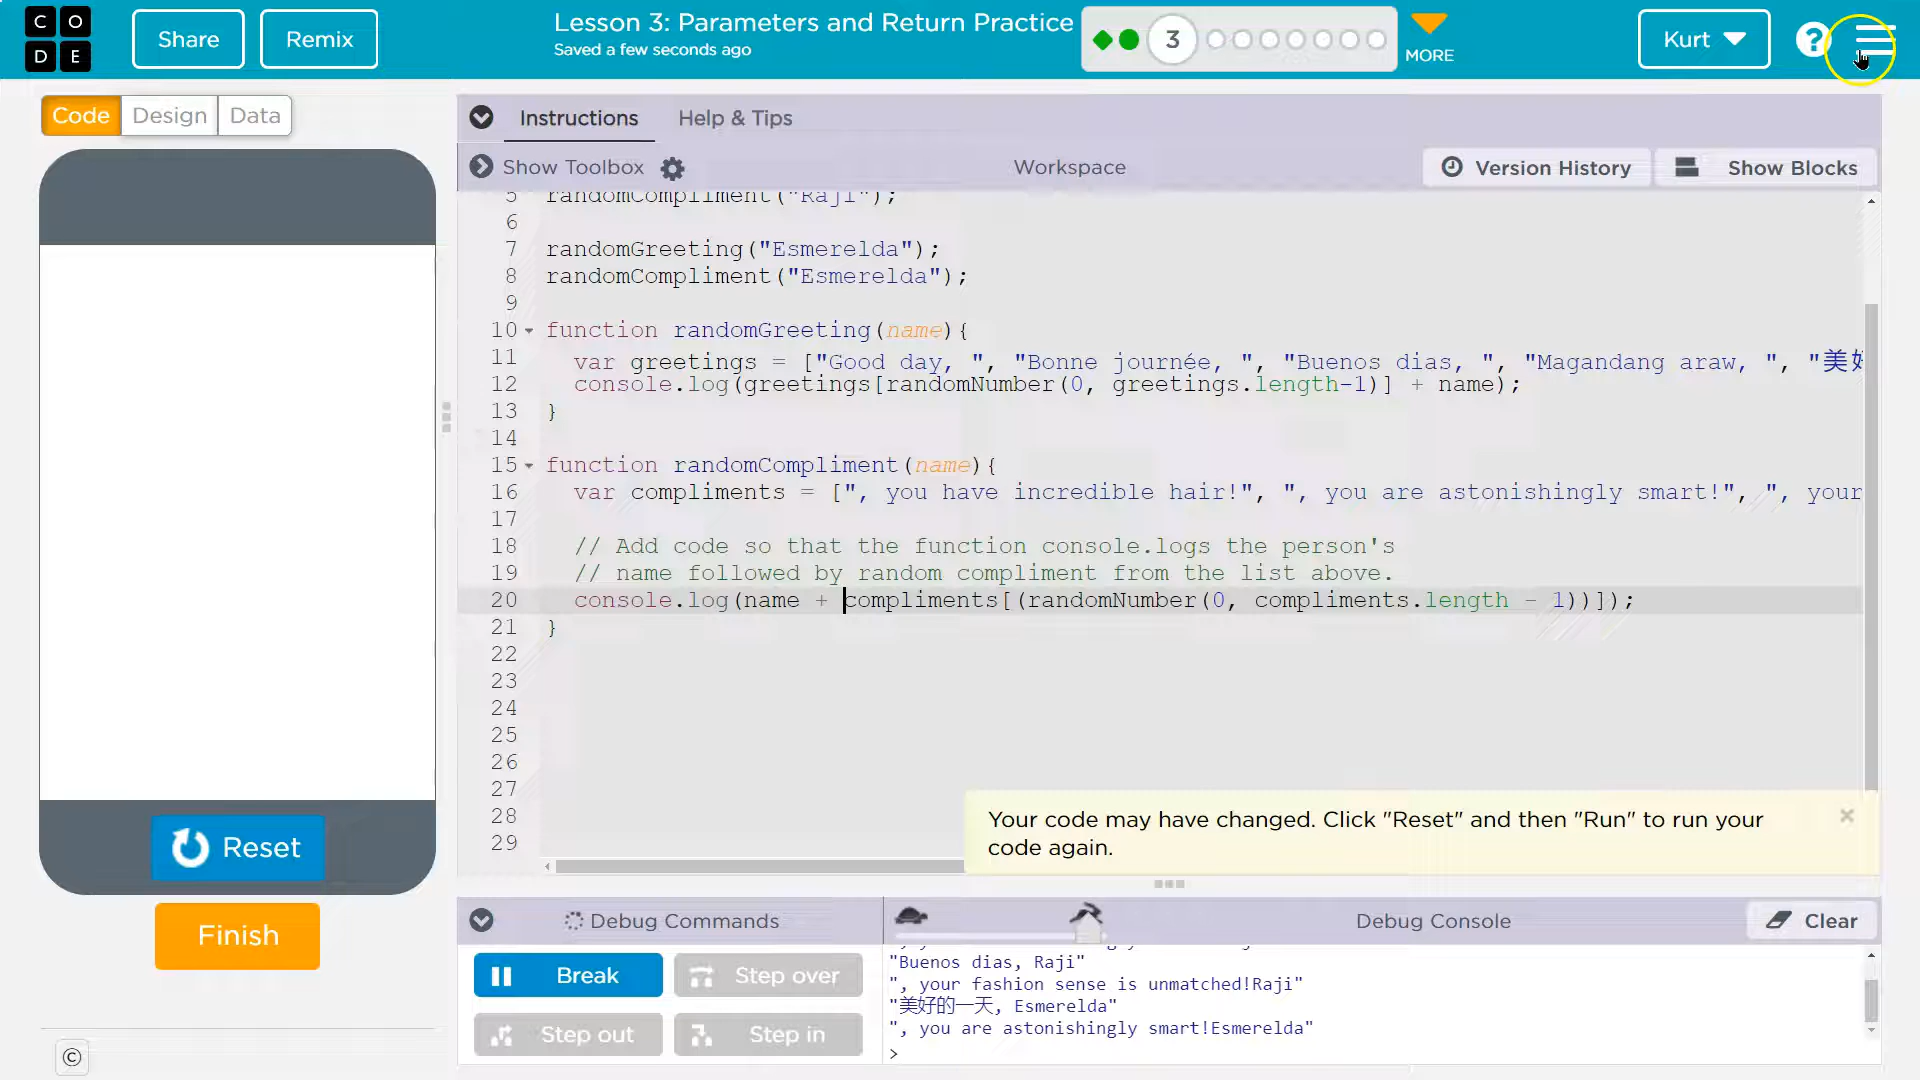 C O D E
Share
Remix
Lesson 3: Parameters and Return Practice
Saved a few seconds ago
3
MORE
Kurt
?
Code
Design
Data
Instructions
Help & Tips
Show Toolbox
Workspace
Version History
Show Blocks
5 randomCompliment("Raji");
6
7 randomGreeting("Esmerelda");
8 randomCompliment("Esmerelda");
9
10 function randomGreeting(name){
11 var greetings = ["Good day, ", "Bonne journée, ", "Buenos dias, ", "Magandang araw, ", "美好
12 console.log(greetings[randomNumber(0, greetings.length-1)] + name);
13 }
14
15 function randomCompliment(name){
16 var compliments = [", you have incredible hair!", ", you are astonishingly smart!", ", your
17
18 // Add code so that the function console.logs the person's
19 // name followed by random compliment from the list above.
20 console.log(name + compliments[(randomNumber(0, compliments.length - 1))]);
21 }
22
23
24
25
26
27
28
29
Your code may have changed. Click "Reset" and then "Run" to run your
code again.
Reset
Finish
Debug Commands
Debug Console
Clear
Break
Step over
Step out
Step in
"Buenos dias, Raji"
", your fashion sense is unmatched!Raji"
"美好的一天, Esmerelda"
", you are astonishingly smart!Esmerelda"
>
©